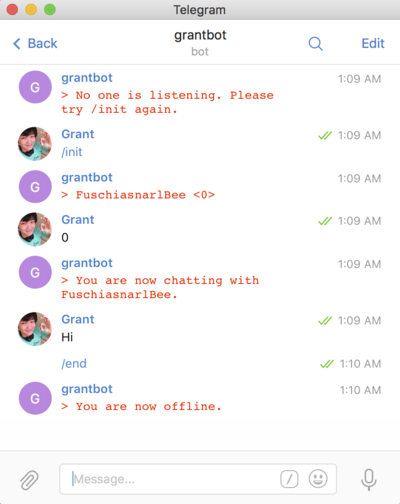 Telegram
Back
grantbot
bot
Edit
grantbot
1:09 AM
> No one is listening. Please
try /init again.
Grant
1:09 AM
/init
grantbot
1:09 AM
> FuschiasnarlBee <0>
Grant
1:09 AM
0
grantbot
1:09 AM
> You are now chatting with
FuschiasnarlBee.
Grant
1:09 AM
Hi
/end
1:10 AM
grantbot
1:10 AM
> You are now offline.
Message...
G
G
G
G
/